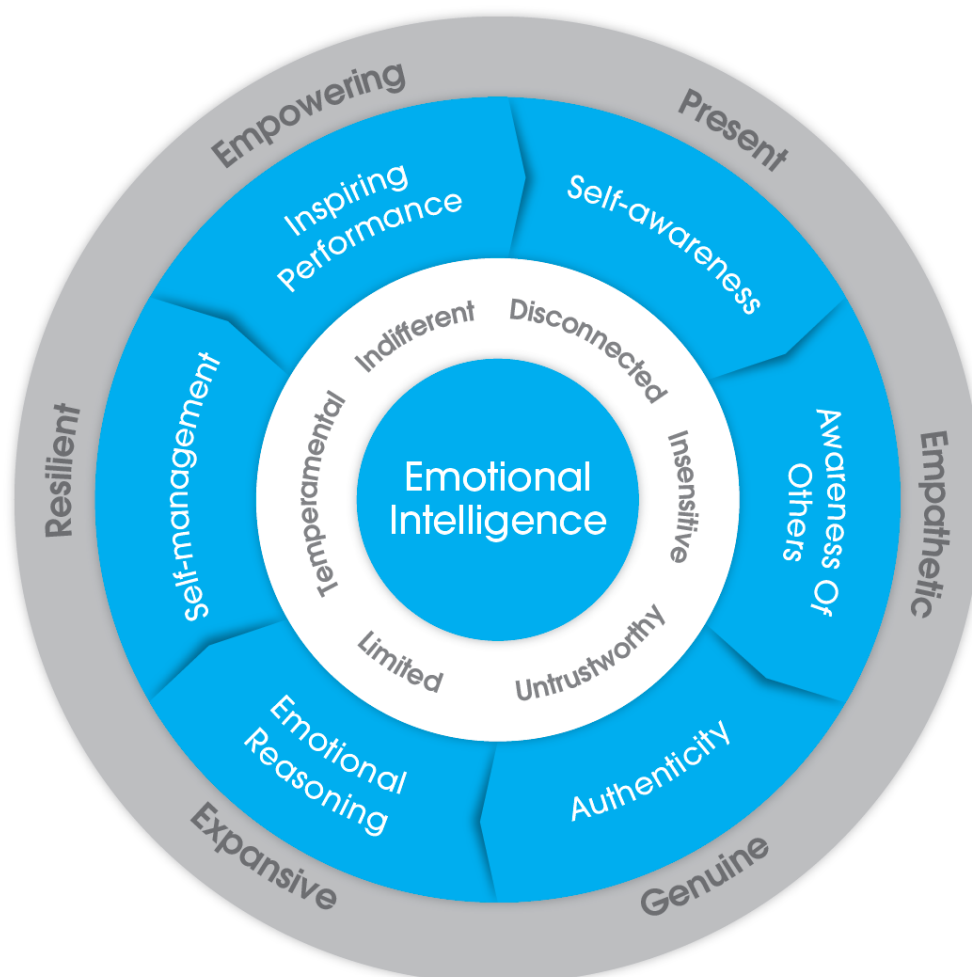 Empowering
Present
Empathetic
Genuine
Expansive
Resilient
Inspiring
Performance
Self-awareness
Awareness Of
Others
Authenticity
Emotional
Reasoning
Self-management
Indifferent
Disconnected
Insensitive
Untrustworthy
Limited
Temperamental
Emotional
Intelligence